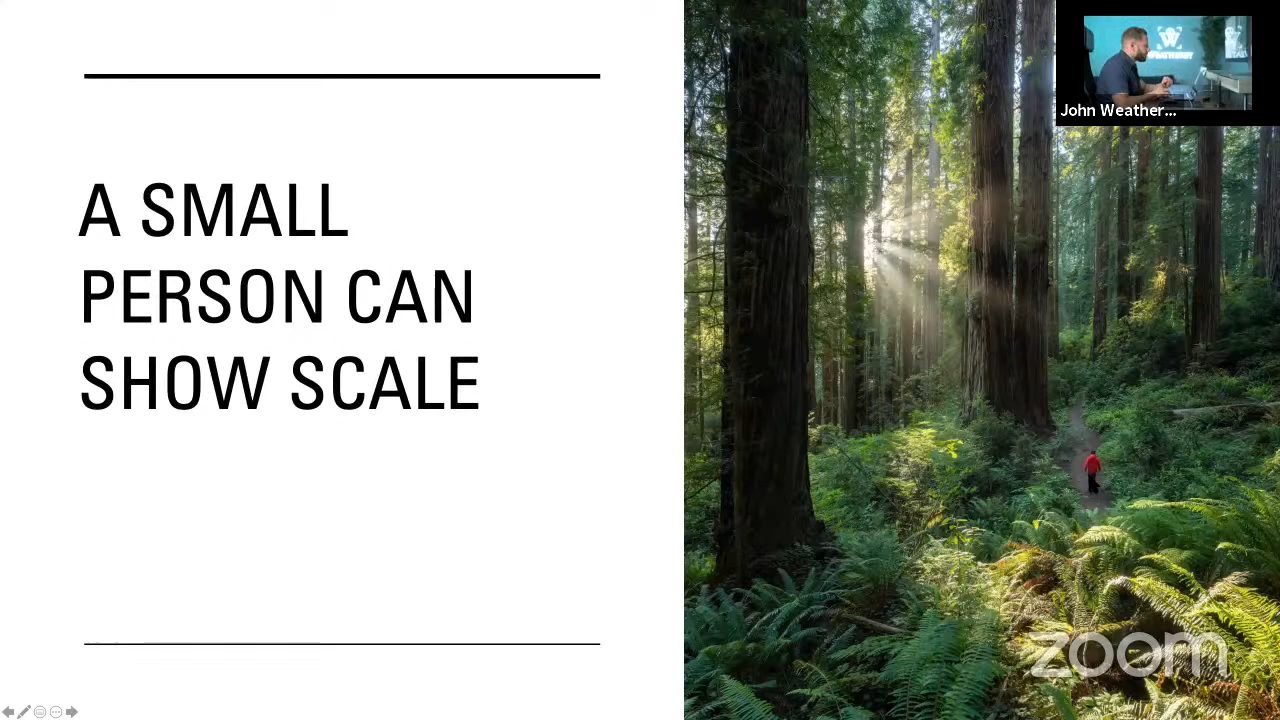 A SMALL
PERSON CAN
SHOW SCALE
John Weather...
zoom